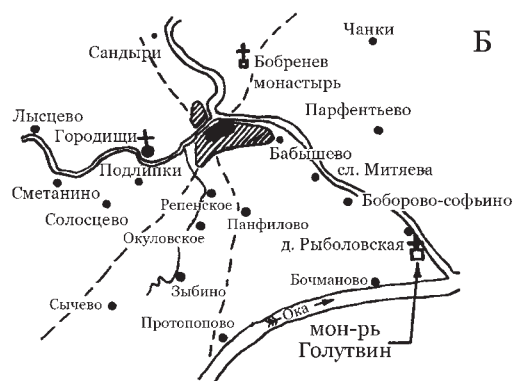 Чанки
Б
Сандыри
Бобренев
монастырь
Парфентьево
Лысцево
Городищи
Бабышево
сл. Митяева
Сметанино
Подлипки
Солосцево
Репенское
Боборово-софьино
Панфилово
Окуловское
д. Рыболовская
Зыбино
Бочманово
Сычево
Протопопово
Ока
мон-рь
Голутвин